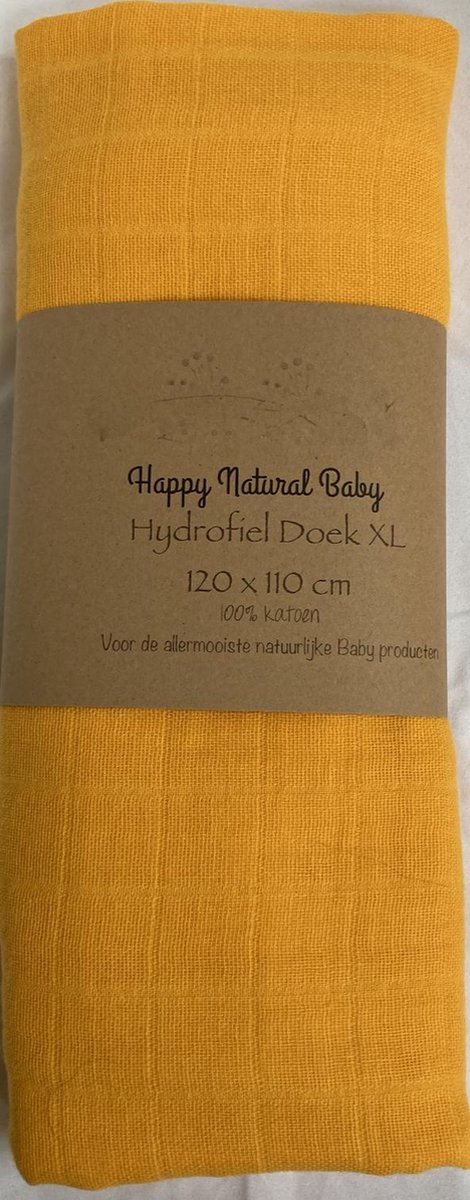 Happy Natural Baby
Hydrofiel Doek XL
120 x 110 cm
100% katoen
Voor de allermooiste natuurlijke Baby producten